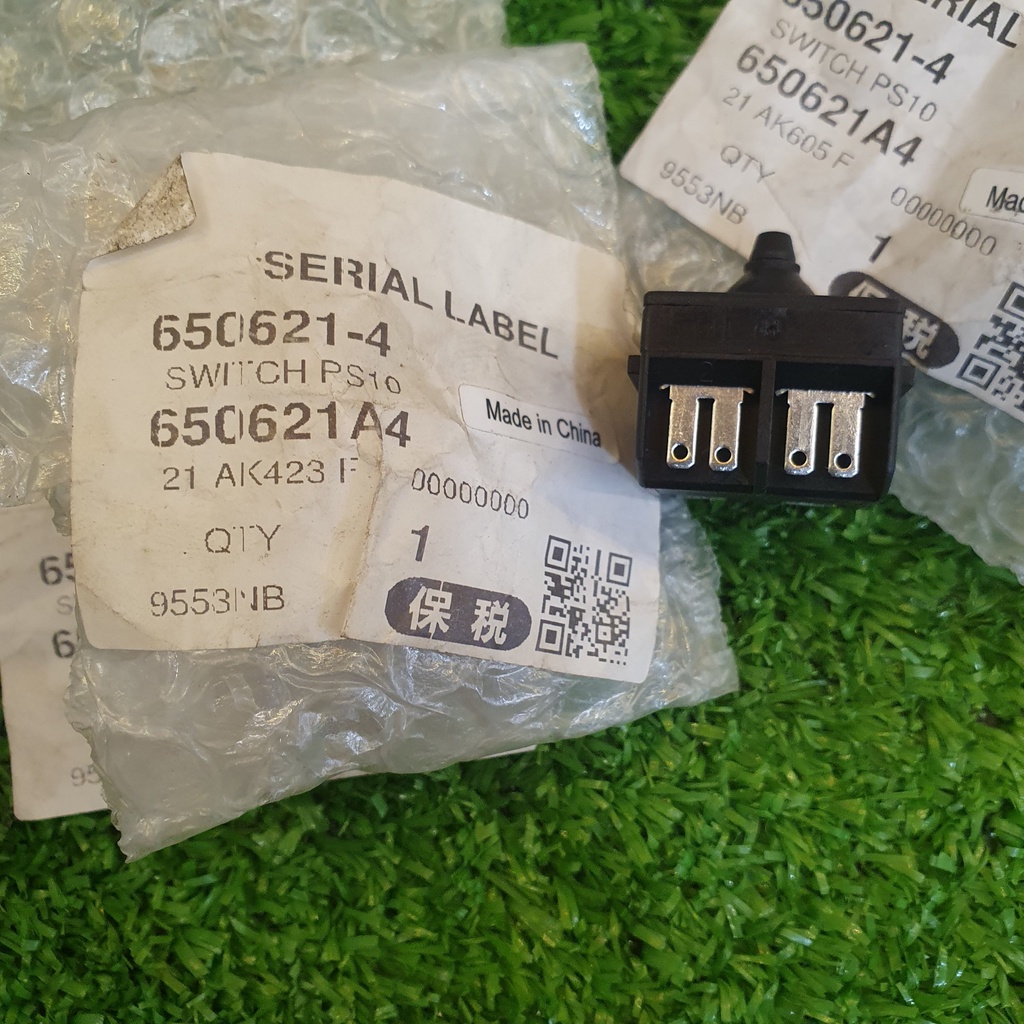 SERIAL LABEL
650621-4
SWITCH PS10
650621A4
Made in China
21 AK423 F
00000000
QTY
1
9553NB
保税
650621-4
SWITCH PS10
650621A4
21 AK605 F
QTY
00000000
9553NB
1
税